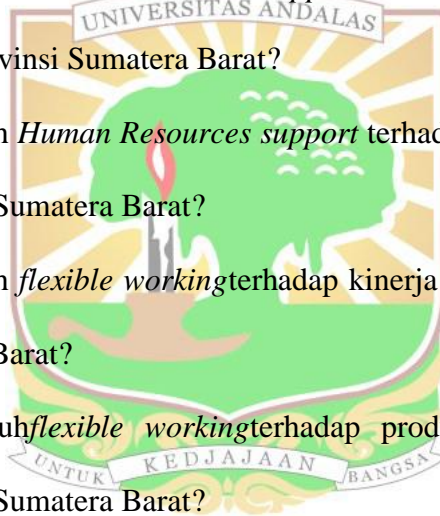 UNIVERSITAS ANDALAS
vinsi Sumatera Barat?
h Human Resources support terhad
Sumatera Barat?
n flexible workingterhadap kinerja
Barat?
uhflexible workingterhadap prod
UNTUK KEDJAJAAN BANGSA
Sumatera Barat?